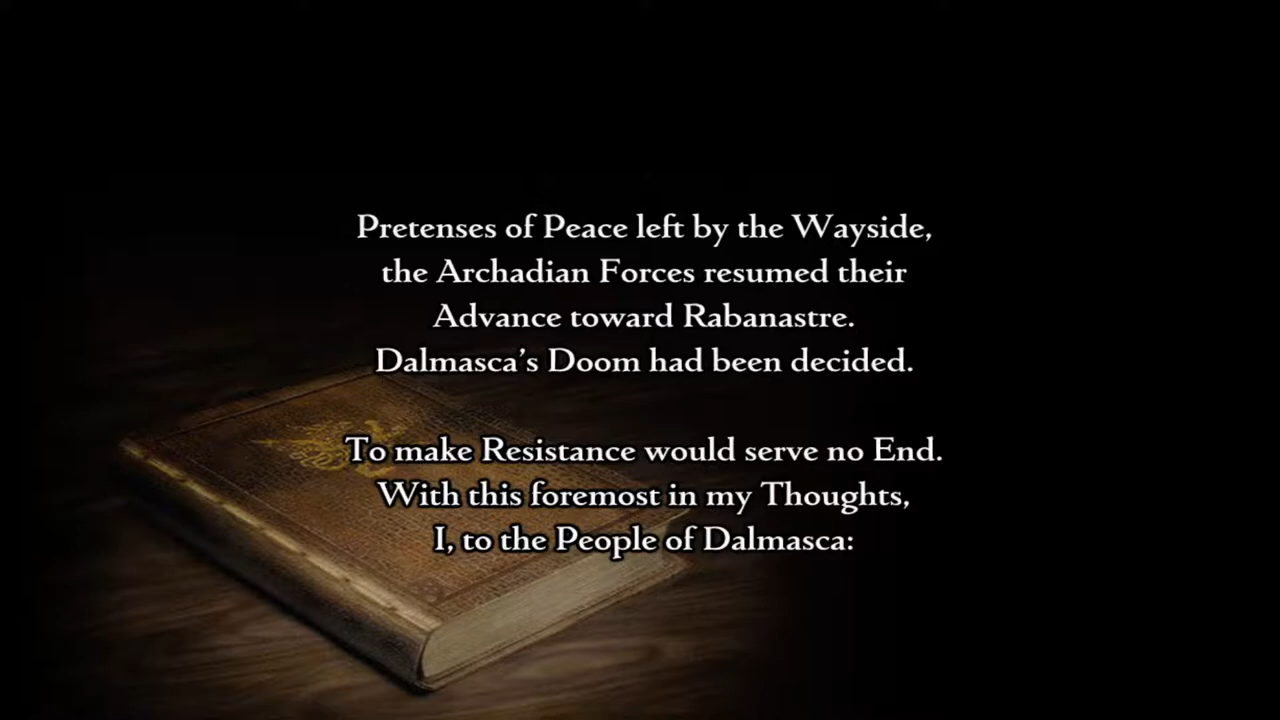 Pretenses of Peace left by the Wayside,
the Archadian Forces resumed their
Advance toward Rabanastre.
Dalmasca's Doom had been decided.
To make Resistance would serve no End.
With this foremost in my Thoughts,
I, to the People of Dalmasca: